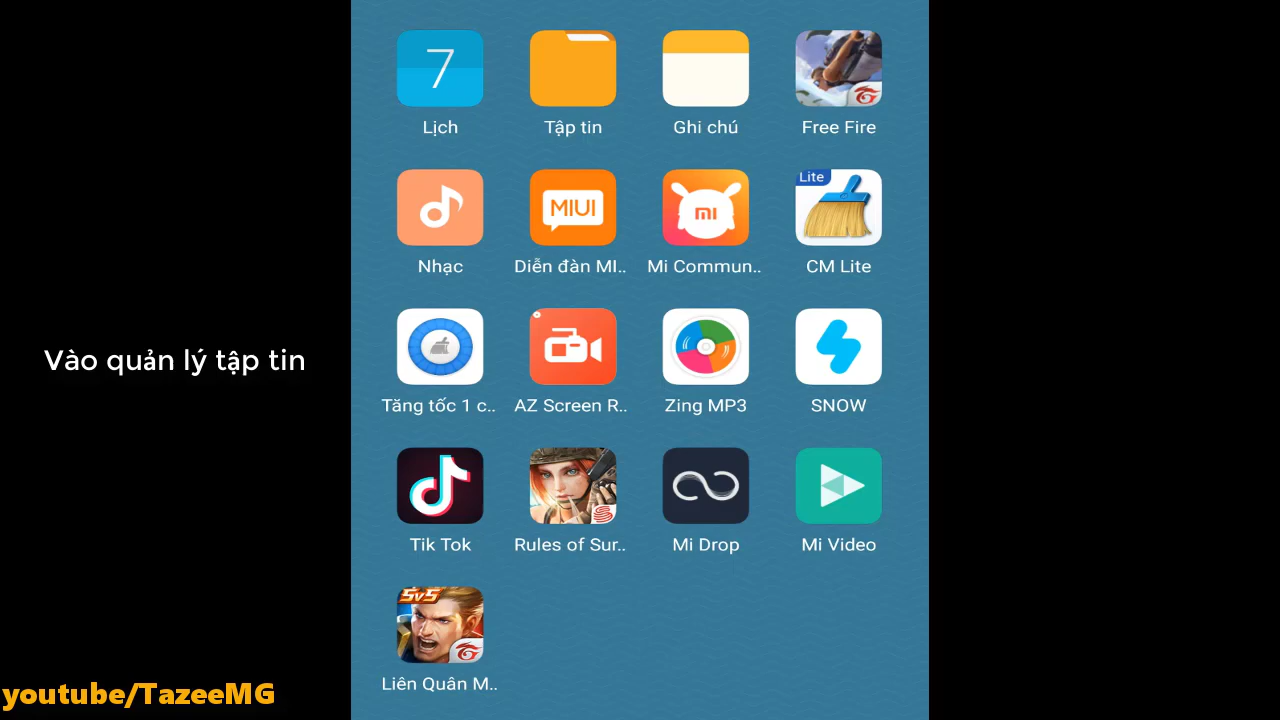 7
Lịch
Tập tin
Ghi chú
Free Fire
Nhạc
MIUI
Diễn đàn MI..
mi
Mi Commun..
Lite
CM Lite
Vào quản lý tập tin
Tăng tốc 1 c..
AZ Screen R..
Zing MP3
SNOW
Tik Tok
Rules of Sur..
Mi Drop
Mi Video
5v5
Liên Quân M..
youtube/TazeeMG